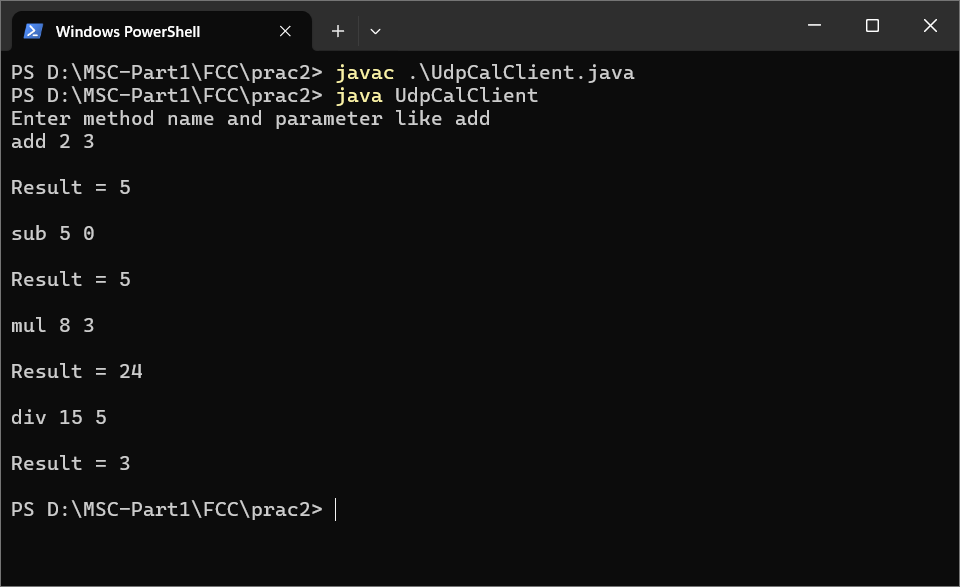 Windows PowerShell
PS D:\MSC-Part1\FCC\prac2> javac .\UdpCalClient.java
PS D:\MSC-Part1\FCC\prac2> java UdpCalClient
Enter method name and parameter like add
add 2 3
Result = 5
sub 5 0
Result = 5
mul 8 3
Result = 24
div 15 5
Result = 3
PS D:\MSC-Part1\FCC\prac2>